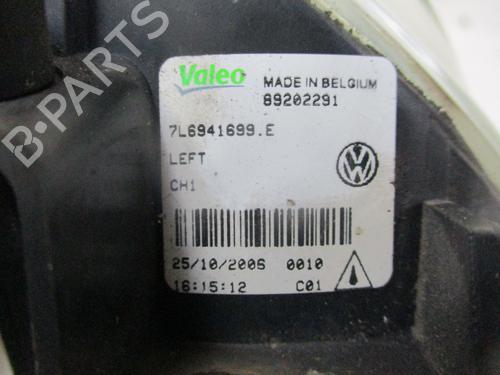 Valeo
MADE IN BELGIUM
89202291
7L6941699.E
LEFT
CH1
25/10/2006 0010
16:15:12 C01
B-PARTS